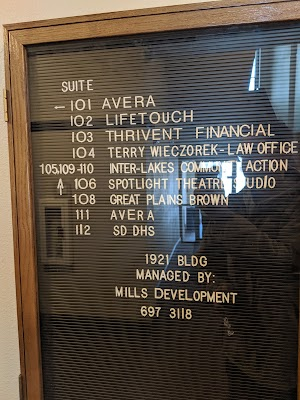 SUITE
← 101 AVERA
102 LIFETOUCH
103 THRIVENT FINANCIAL
104 TERRY WIECZOREK - LAW OFFICE
105,109-110 INTER-LAKES COMMUNITY ACTION
↑ 106 SPOTLIGHT THEATRE STUDIO
108 GREAT PLAINS BROWN
111 AVERA
112 SD DHS
1921 BLDG
MANAGED BY:
MILLS DEVELOPMENT
697 3118